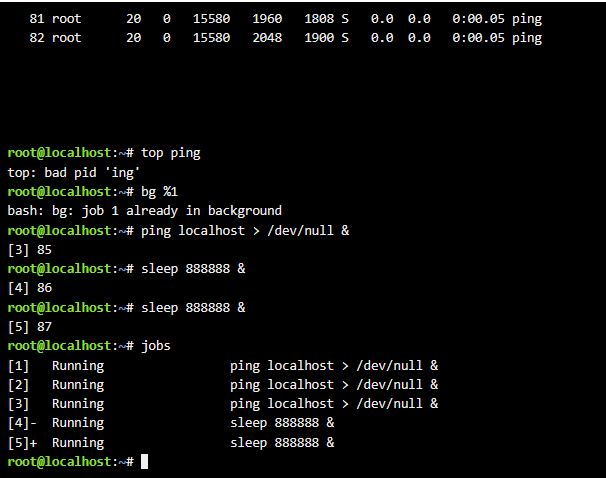 81 root      20   0   15580   1960   1808 S   0.0  0.0   0:00.05 ping
82 root      20   0   15580   2048   1900 S   0.0  0.0   0:00.05 ping
root@localhost:~# top ping
top: bad pid 'ing'
root@localhost:~# bg %1
bash: bg: job 1 already in background
root@localhost:~# ping localhost > /dev/null &
[3] 85
root@localhost:~# sleep 888888 &
[4] 86
root@localhost:~# sleep 888888 &
[5] 87
root@localhost:~# jobs
[1]   Running                 ping localhost > /dev/null &
[2]   Running                 ping localhost > /dev/null &
[3]   Running                 ping localhost > /dev/null &
[4]-  Running                 sleep 888888 &
[5]+  Running                 sleep 888888 &
root@localhost:~#